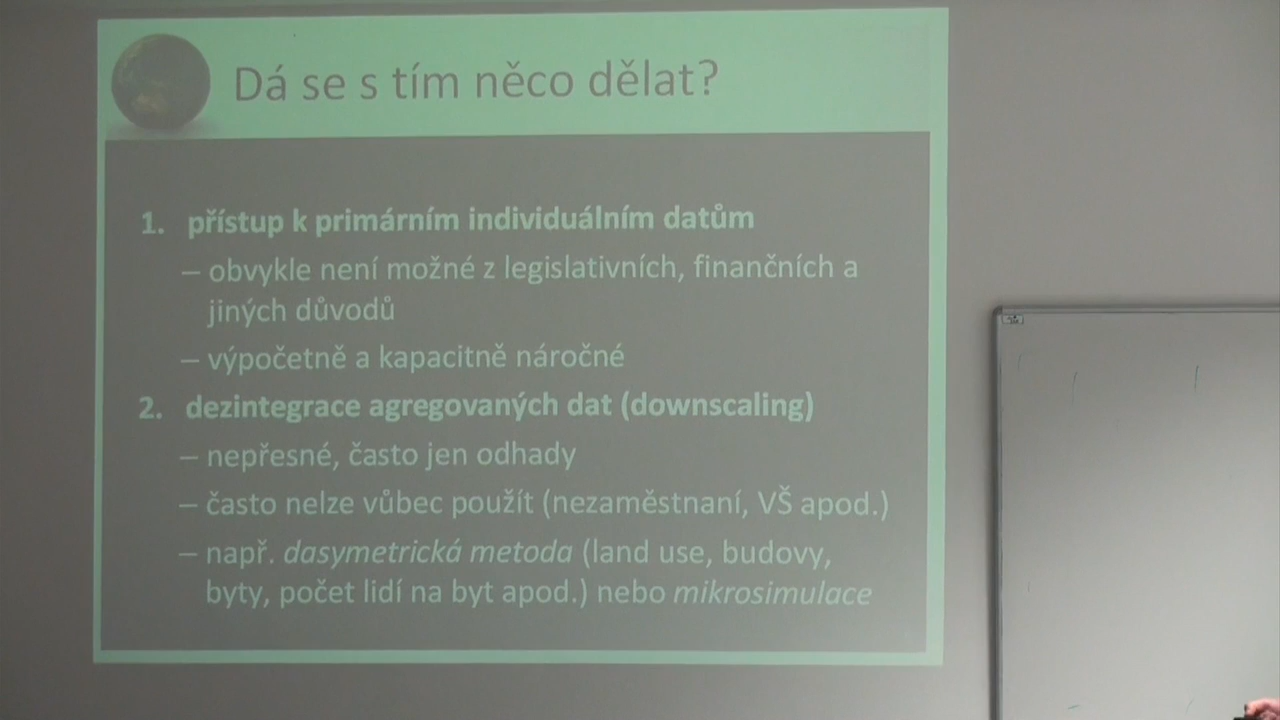 Dá se s tím něco dělat?
1. přístup k primárním individuálním datům
– obvykle není možné z legislativních, finančních a
jiných důvodů
– výpočetně a kapacitně náročné
2. dezintegrace agregovaných dat (downscaling)
– nepřesné, často jen odhady
– často nelze vůbec použít (nezaměstnaní, VŠ apod.)
– např. dasymetrická metoda (land use, budovy,
byty, počet lidí na byt apod.) nebo mikrosimulace